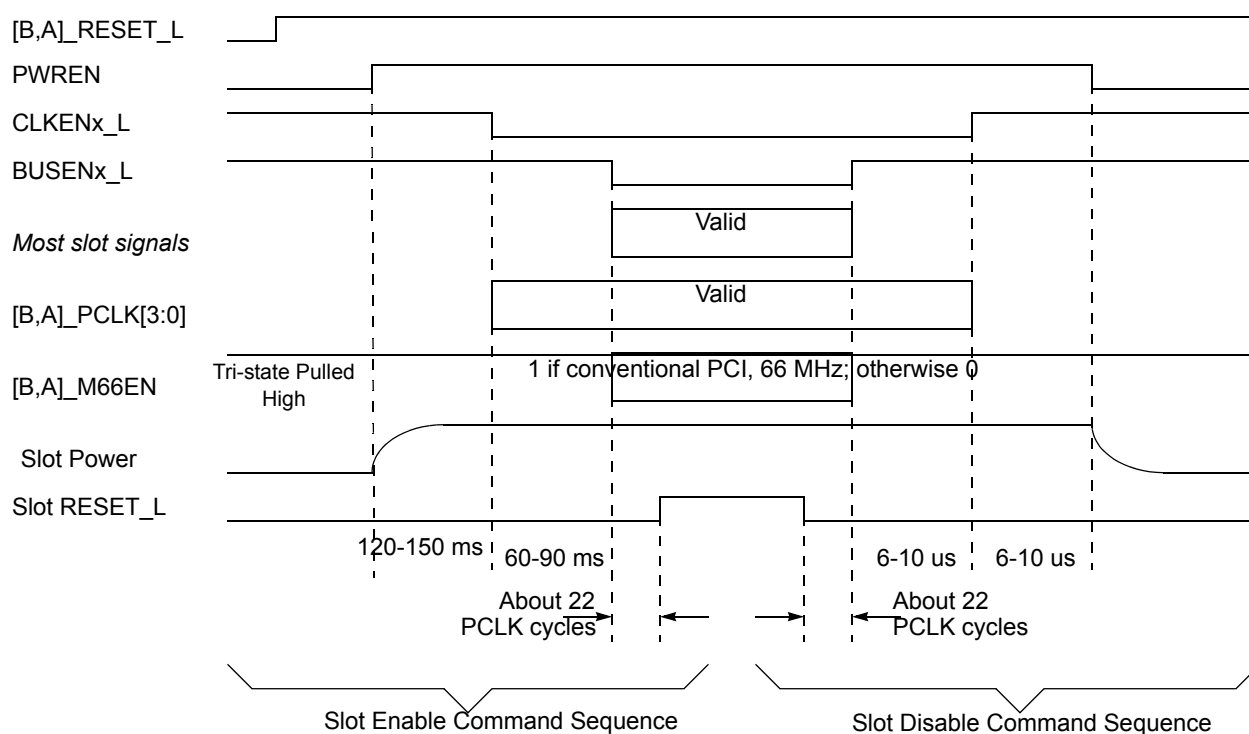 [B,A]_RESET_L
PWREN
CLKENx_L
BUSENx_L
Valid
Most slot signals
Valid
[B,A]_PCLK[3:0]
1 if conventional PCI, 66 MHz; otherwise 0
Tri-state Pulled
High
[B,A]_M66EN
Slot Power
Slot RESET_L
120-150 ms
60-90 ms
6-10 us
6-10 us
About 22
PCLK cycles
About 22
PCLK cycles
Slot Enable Command Sequence
Slot Disable Command Sequence